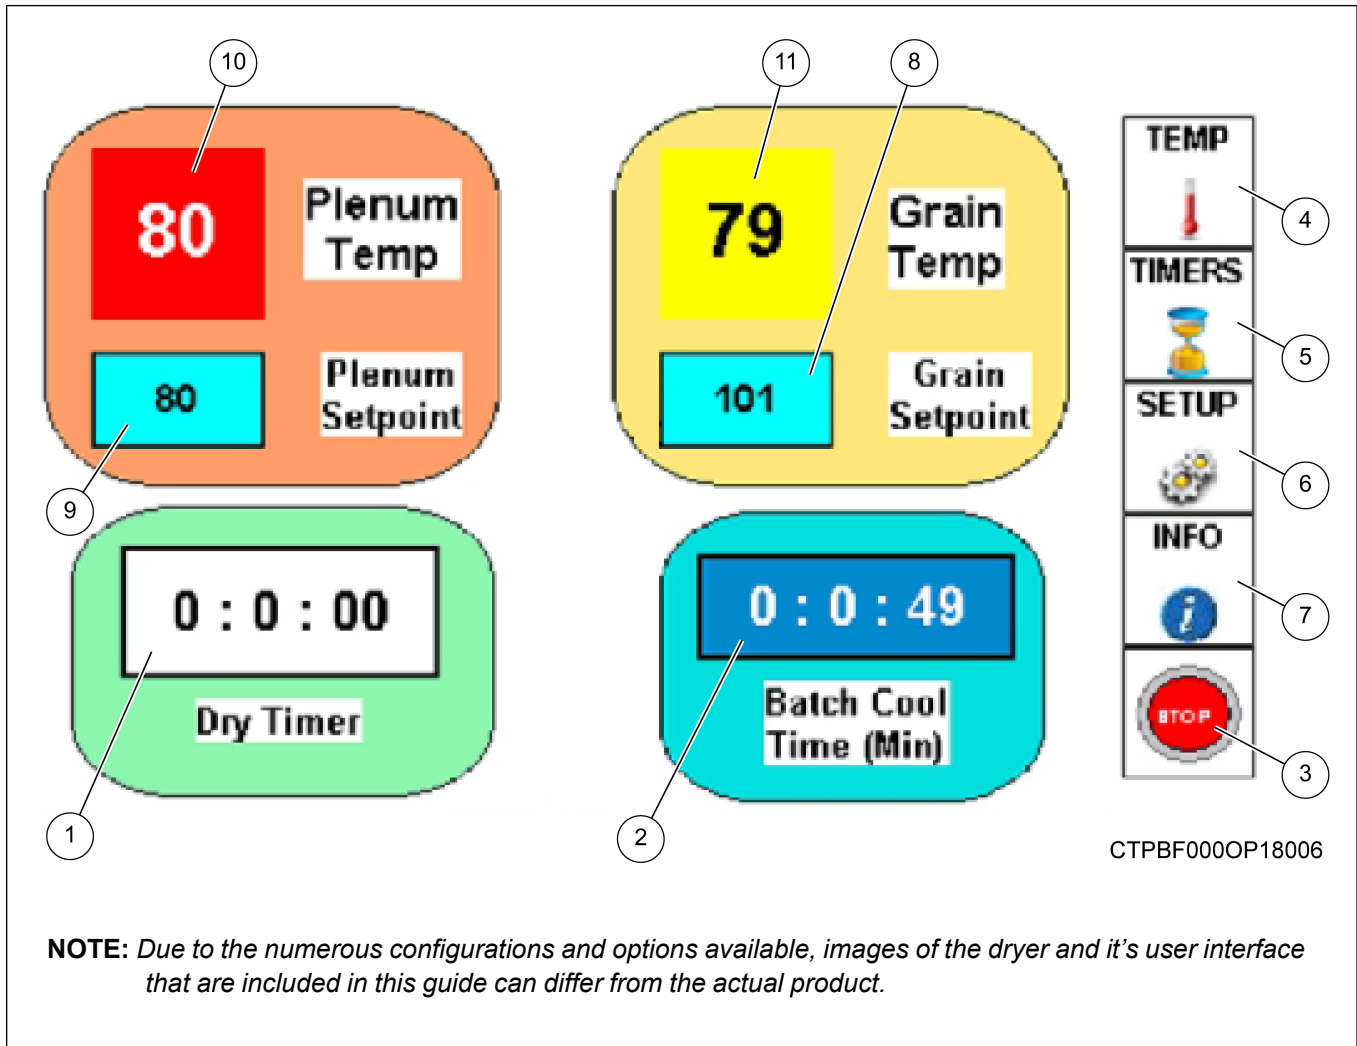 10
11
8
80
Plenum
Temp
80
Plenum
Setpoint
9
79
Grain
Temp
101
Grain
Setpoint
TEMP
4
TIMERS
5
SETUP
6
INFO
i
7
STOP
3
0 : 0 : 00
Dry Timer
1
0 : 0 : 49
Batch Cool
Time (Min)
2
CTPBF000OP18006
NOTE: Due to the numerous configurations and options available, images of the dryer and it's user interface
that are included in this guide can differ from the actual product.